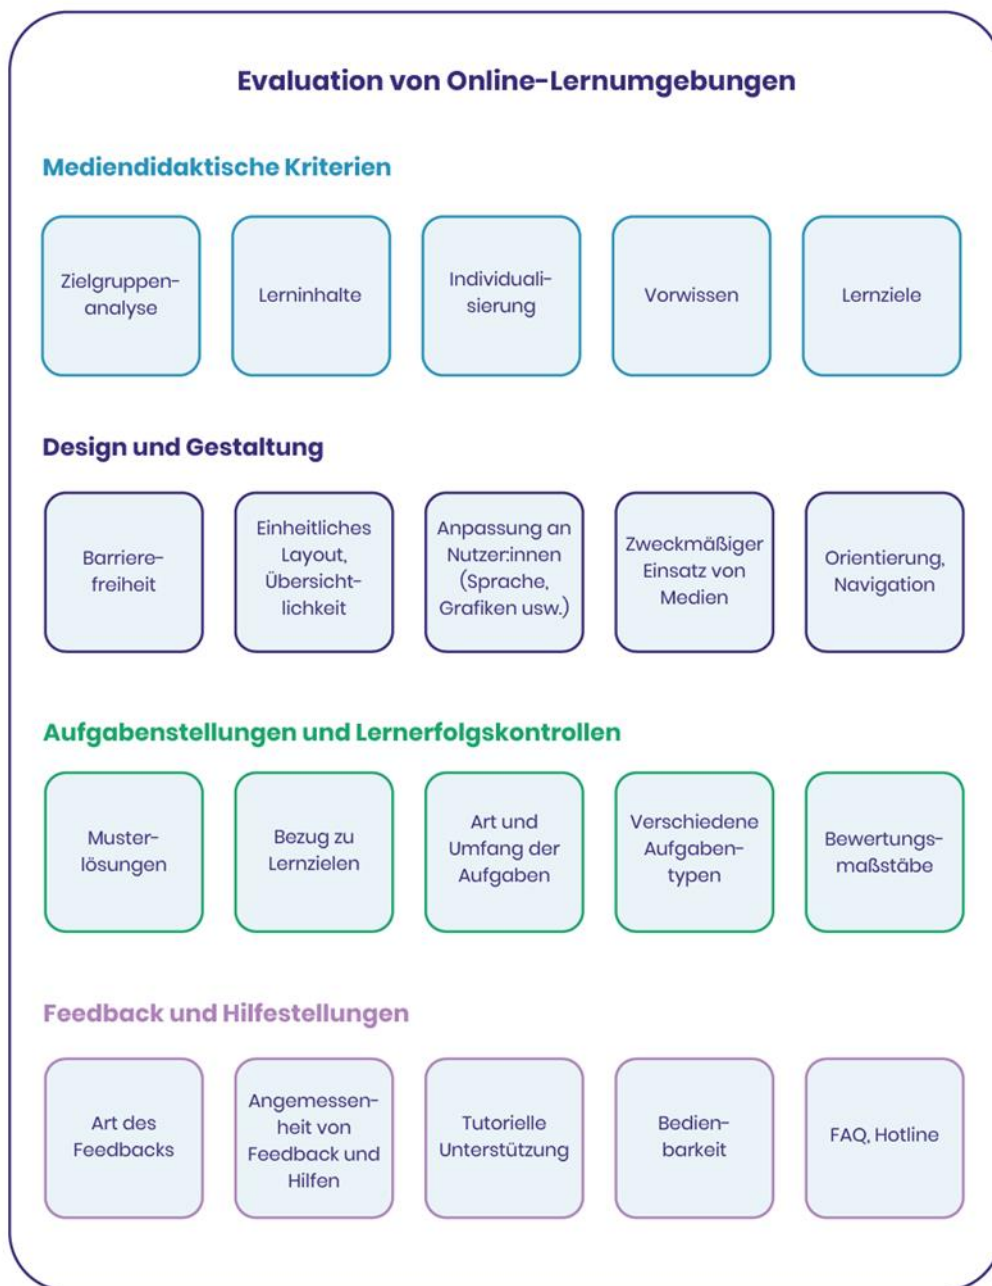 Evaluation von Online-Lernumgebungen
Mediendidaktische Kriterien
Zielgruppen-
analyse
Lerninhalte
Individuali-
sierung
Vorwissen
Lernziele
Design und Gestaltung
Barriere-
freiheit
Einheitliches
Layout,
Übersicht-
lichkeit
Anpassung an
Nutzer:innen
(Sprache,
Grafiken usw.)
Zweckmäßiger
Einsatz von
Medien
Orientierung,
Navigation
Aufgabenstellungen und Lernerfolgskontrollen
Muster-
lösungen
Bezug zu
Lernzielen
Art und
Umfang der
Aufgaben
Verschiedene
Aufgaben-
typen
Bewertungs-
maßstäbe
Feedback und Hilfestellungen
Art des
Feedbacks
Angemessen-
heit von
Feedback und
Hilfen
Tutorielle
Unterstützung
Bedien-
barkeit
FAQ, Hotline